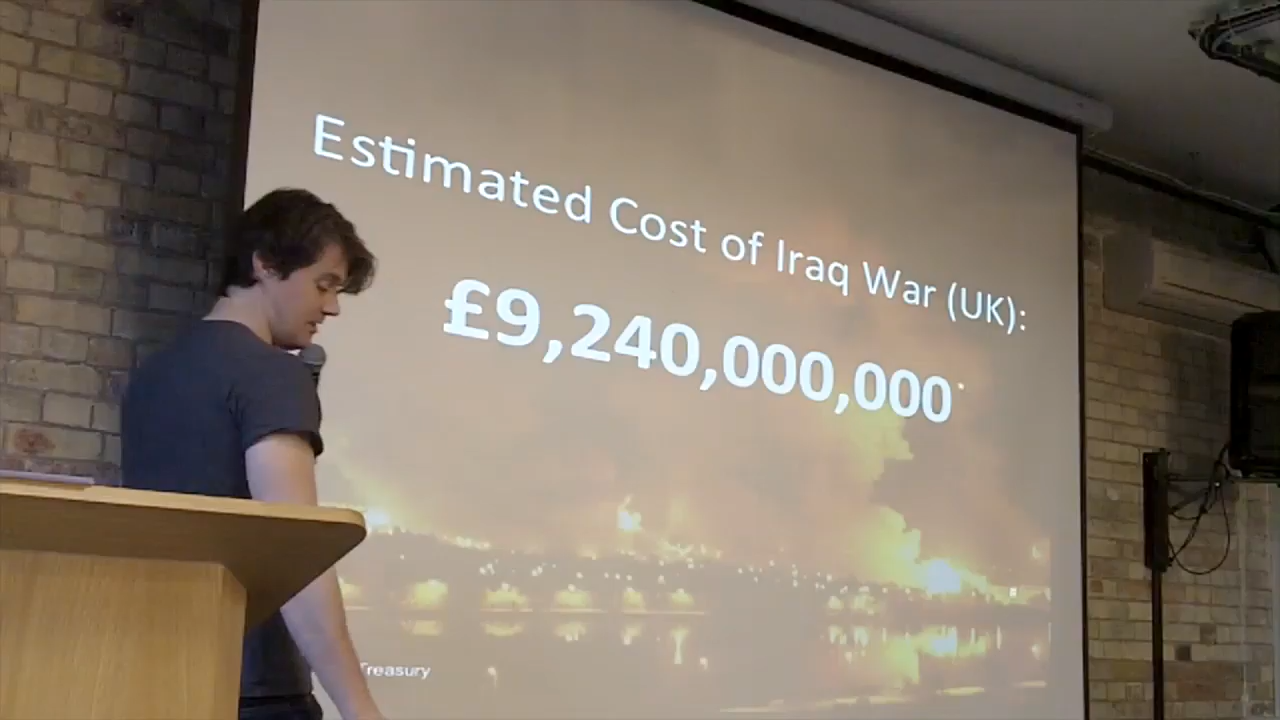 Estimated Cost of Iraq War (UK):
£9,240,000,000
Treasury